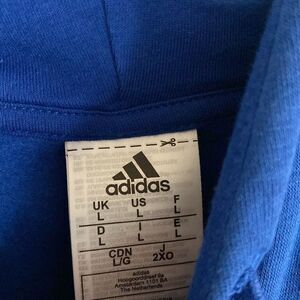 adidas
UK US F
L L L
D I E
L L L
CDN J
L/G 2XO
adidas
Hoogoorddreef 9a
Amsterdam 1101 BA
The Netherlands